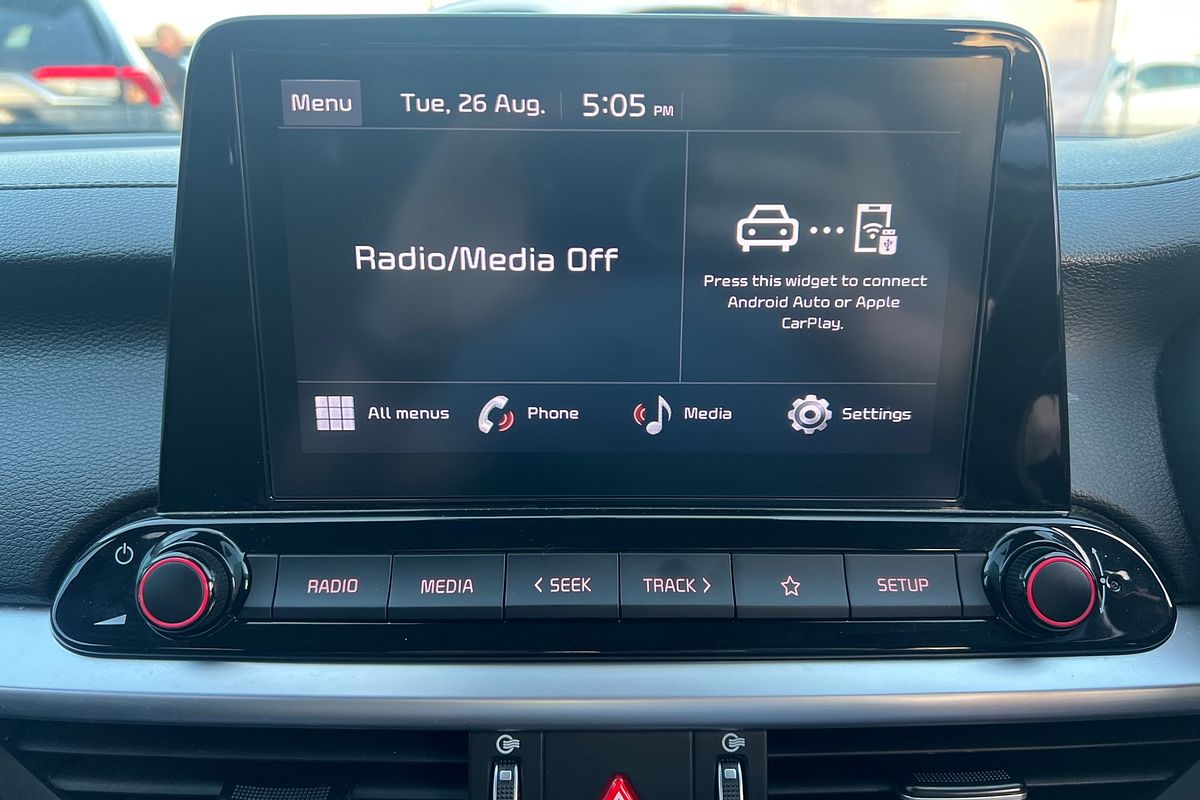 Menu Tue, 26 Aug. 5:05 PM
Radio/Media Off
Press this widget to connect
Android Auto or Apple
CarPlay.
All menus Phone Media Settings
RADIO MEDIA < SEEK TRACK > ☆ SETUP